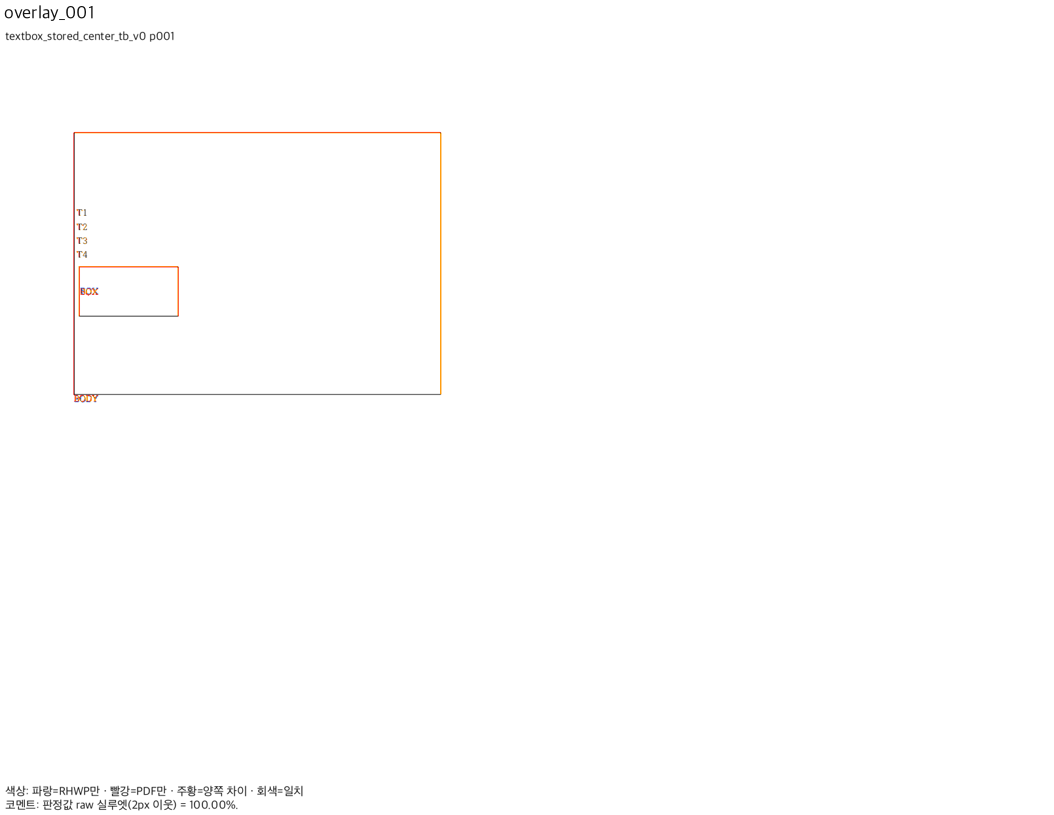 overlay_001
textbox_stored_center_tb_v0 p001
T1
T2
T3
T4
BOX
BODY
색상: 파랑=RHWP만 · 빨강=PDF만 · 주황=양쪽 차이 · 회색=일치
코멘트: 판정값 raw 실루엣(2px 이웃) = 100.00%.